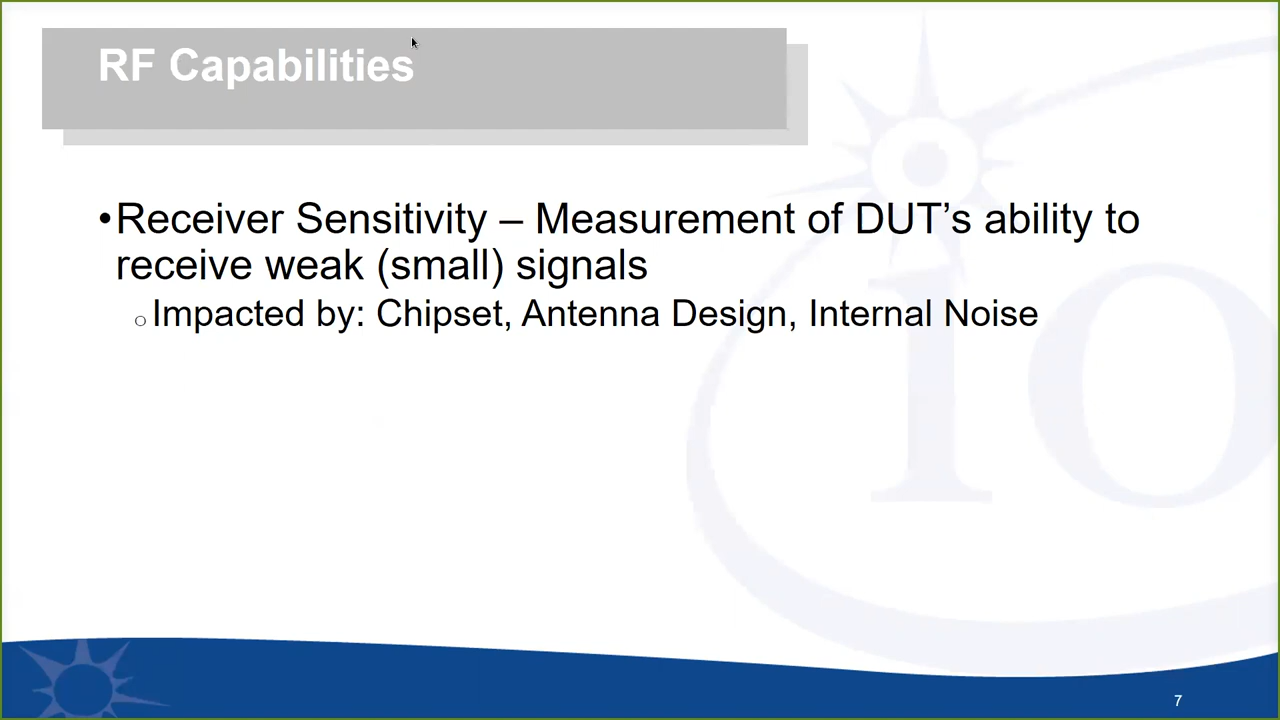 RF Capabilities
•Receiver Sensitivity – Measurement of DUT’s ability to
receive weak (small) signals
○Impacted by: Chipset, Antenna Design, Internal Noise
io
7